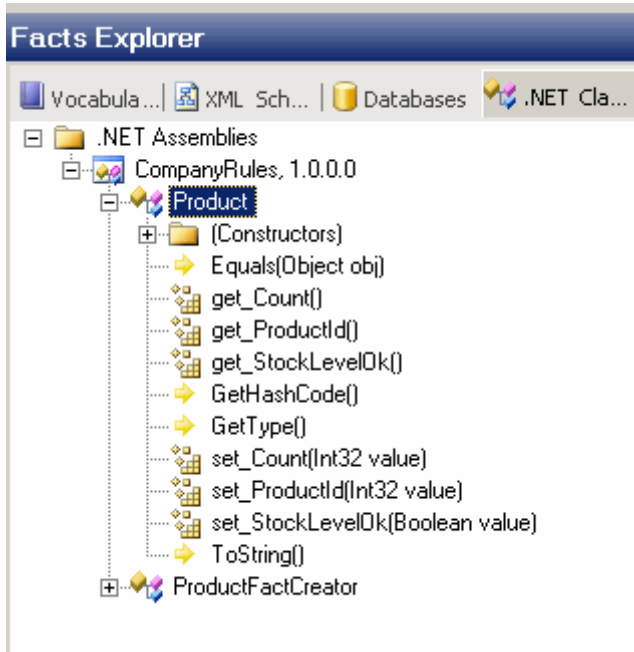 Facts Explorer
Vocabula... XML Sch... Databases .NET Cla...
.NET Assemblies
CompanyRules, 1.0.0.0
Product
(Constructors)
Equals(Object obj)
get_Count()
get_ProductId()
get_StockLevelOk()
GetHashCode()
GetType()
set_Count(Int32 value)
set_ProductId(Int32 value)
set_StockLevelOk(Boolean value)
ToString()
ProductFactCreator